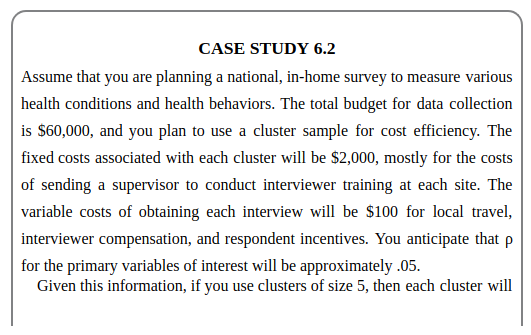 CASE STUDY 6.2
Assume that you are planning a national, in-home survey to measure various
health conditions and health behaviors. The total budget for data collection
is $60,000, and you plan to use a cluster sample for cost efficiency. The
fixed costs associated with each cluster will be $2,000, mostly for the costs
of sending a supervisor to conduct interviewer training at each site. The
variable costs of obtaining each interview will be $100 for local travel,
interviewer compensation, and respondent incentives. You anticipate that ρ
for the primary variables of interest will be approximately .05.
Given this information, if you use clusters of size 5, then each cluster will